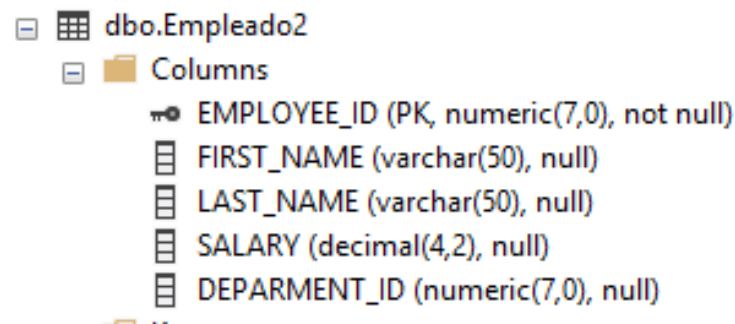 dbo.Empleado2
Columns
EMPLOYEE_ID (PK, numeric(7,0), not null)
FIRST_NAME (varchar(50), null)
LAST_NAME (varchar(50), null)
SALARY (decimal(4,2), null)
DEPARMENT_ID (numeric(7,0), null)